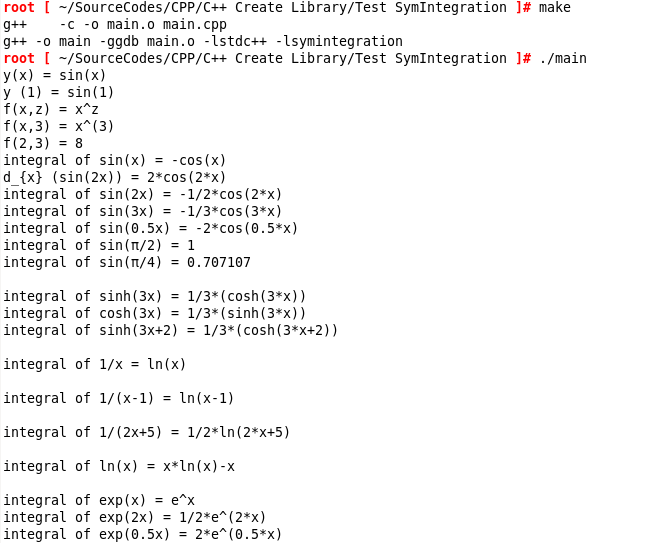 root [ ~/SourceCodes/CPP/C++ Create Library/Test SymIntegration ]# make
g++    -c -o main.o main.cpp
g++ -o main -ggdb main.o -lstdc++ -lsymintegration
root [ ~/SourceCodes/CPP/C++ Create Library/Test SymIntegration ]# ./main
y(x) = sin(x)
y (1) = sin(1)
f(x,z) = x^z
f(x,3) = x^(3)
f(2,3) = 8
integral of sin(x) = -cos(x)
d_{x} (sin(2x)) = 2*cos(2*x)
integral of sin(2x) = -1/2*cos(2*x)
integral of sin(3x) = -1/3*cos(3*x)
integral of sin(0.5x) = -2*cos(0.5*x)
integral of sin(π/2) = 1
integral of sin(π/4) = 0.707107
integral of sinh(3x) = 1/3*(cosh(3*x))
integral of cosh(3x) = 1/3*(sinh(3*x))
integral of sinh(3x+2) = 1/3*(cosh(3*x+2))
integral of 1/x = ln(x)
integral of 1/(x-1) = ln(x-1)
integral of 1/(2x+5) = 1/2*ln(2*x+5)
integral of ln(x) = x*ln(x)-x
integral of exp(x) = e^x
integral of exp(2x) = 1/2*e^(2*x)
integral of exp(0.5x) = 2*e^(0.5*x)